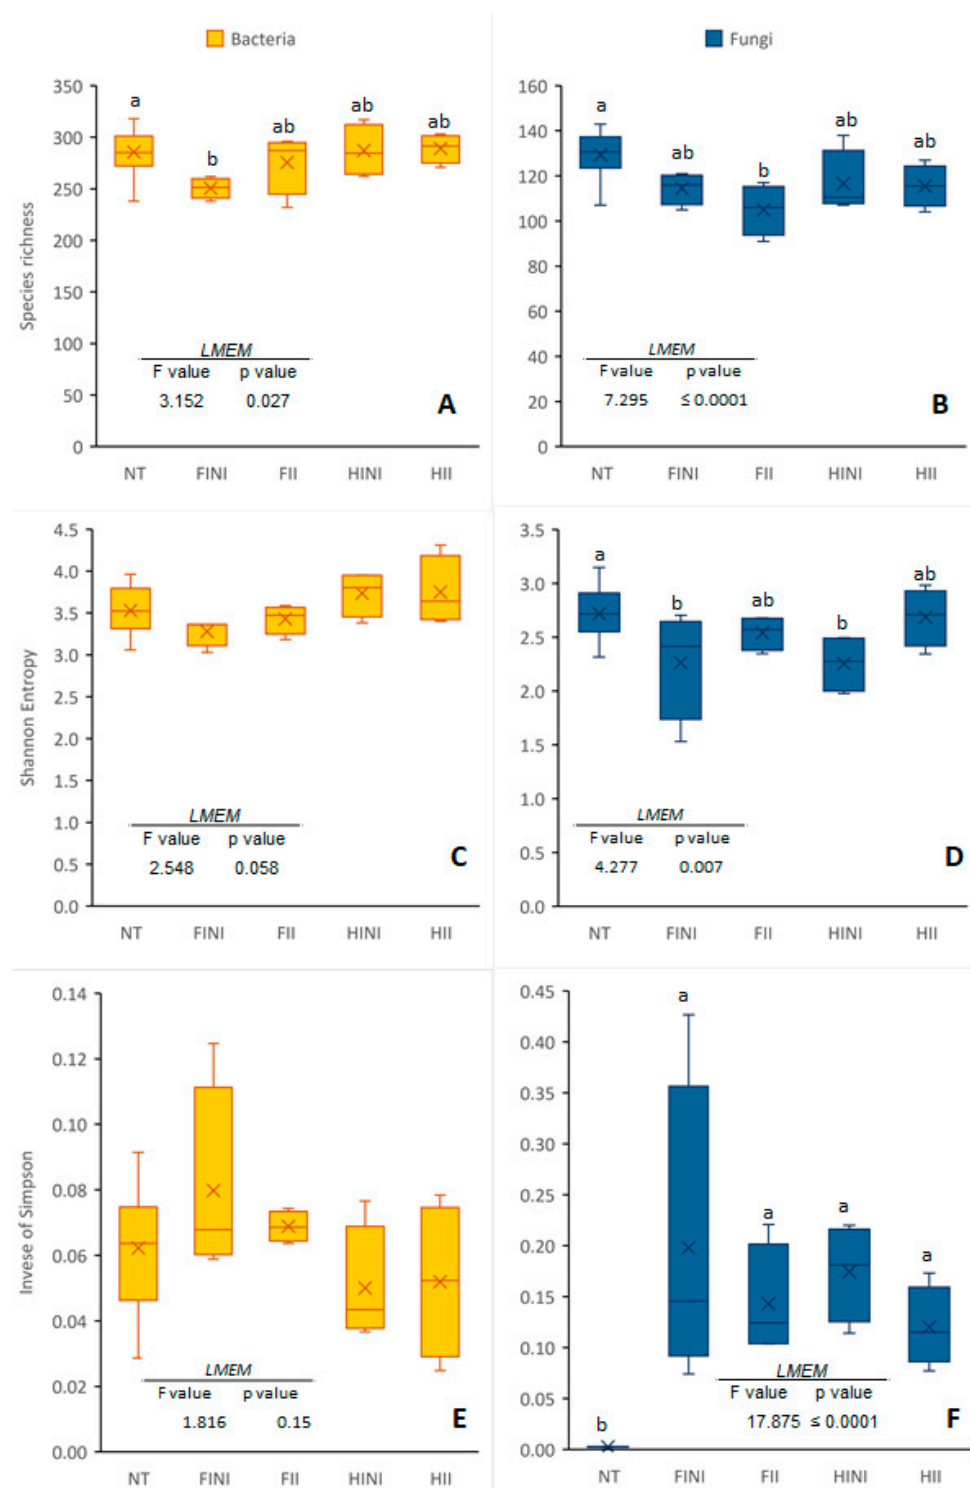 Bacteria
Fungi
Species richness
350
300
250
200
150
100
50
0
a
b
ab
ab
ab
LMEM
F value p value
3.152 0.027
A
NT FINI FII HINI HII
160
140
120
100
80
60
40
20
0
a
ab
b
ab
ab
LMEM
F value p value
7.295 ≤ 0.0001
B
NT FINI FII HINI HII
Shannon Entropy
4.5
4.0
3.5
3.0
2.5
2.0
1.5
1.0
0.5
0.0
LMEM
F value p value
2.548 0.058
C
NT FINI FII HINI HII
3.5
3.0
2.5
2.0
1.5
1.0
0.5
0.0
a
b
ab
b
ab
LMEM
F value p value
4.277 0.007
D
NT FINI FII HINI HII
Invese of Simpson
0.14
0.12
0.10
0.08
0.06
0.04
0.02
0.00
LMEM
F value p value
1.816 0.15
E
NT FINI FII HINI HII
0.45
0.40
0.35
0.30
0.25
0.20
0.15
0.10
0.05
0.00
b
a
a
a
a
LMEM
F value p value
17.875 ≤ 0.0001
F
NT FINI FII HINI HII